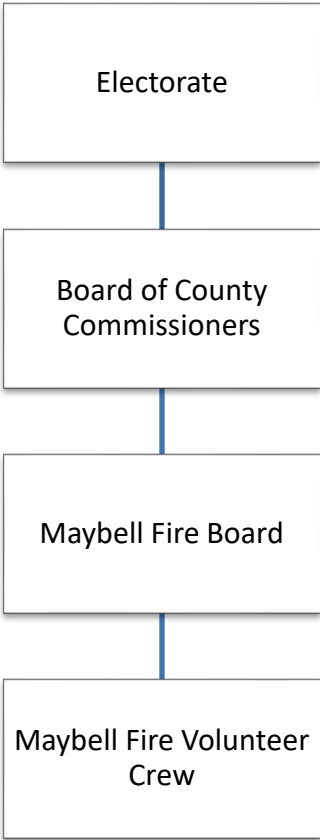 Electorate
Board of County
Commissioners
Maybell Fire Board
Maybell Fire Volunteer
Crew